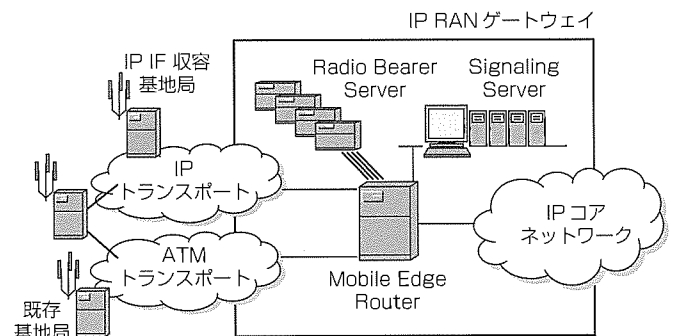 IP RAN ゲートウェイ
IP IF 収容
基地局
Radio Bearer
Server
Signaling
Server
IP
トランスポート
ATM
トランスポート
IP コア
ネットワーク
Mobile Edge
Router
既存
基地局